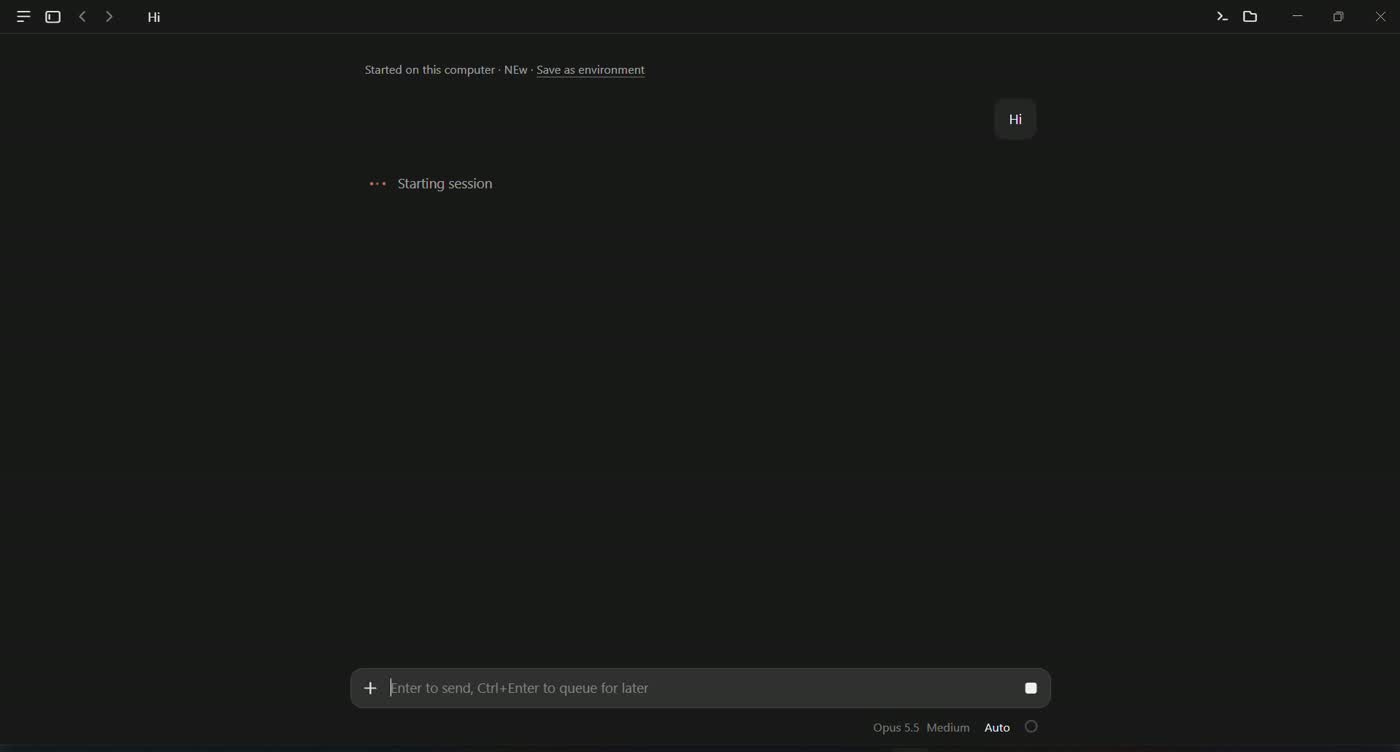 Hi
Started on this computer · NEw · Save as environment
Hi
Starting session
Enter to send, Ctrl+Enter to queue for later
Opus 5.5 Medium Auto